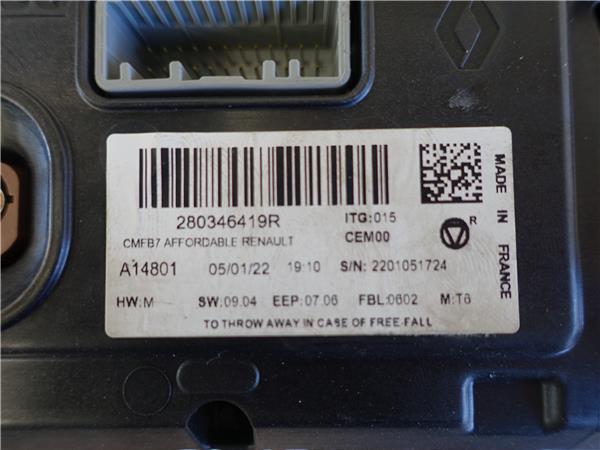 280346419R
ITG:015
CMFB7 AFFORDABLE RENAULT
CEM00
R
A14801 05/01/22 19:10 S/N: 2201051724
HW:M SW:09.04 EEP:07.06 FBL:0602 M:T6
TO THROW AWAY IN CASE OF FREE FALL
MADE IN FRANCE